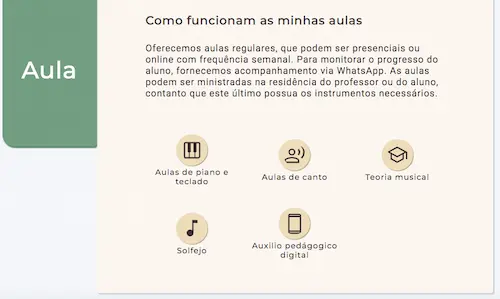 Aula
Como funcionam as minhas aulas
Oferecemos aulas regulares, que podem ser presenciais ou
online com frequência semanal. Para monitorar o progresso do
aluno, fornecemos acompanhamento via WhatsApp. As aulas
podem ser ministradas na residência do professor ou do aluno,
contanto que este último possua os instrumentos necessários.
Aulas de piano e
teclado
Aulas de canto
Teoria musical
Solfejo
Auxilio pedágogico
digital